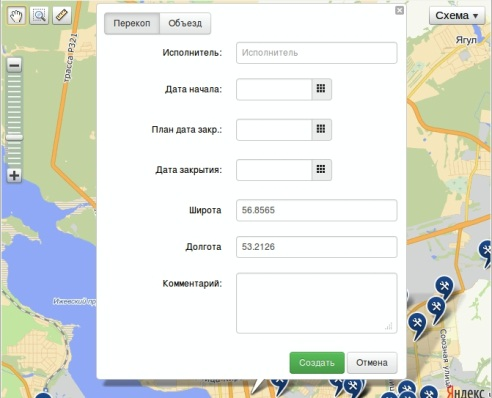 Перекоп Объезд
Схема
Ягул
трасса Р321
Исполнитель: Исполнитель
Дата начала:
План дата закр.:
Дата закрытия:
Широта 56.8565
Долгота 53.2126
Комментарий:
Ижевский пр
Союзная улиц
Создать Отмена
Яндекс